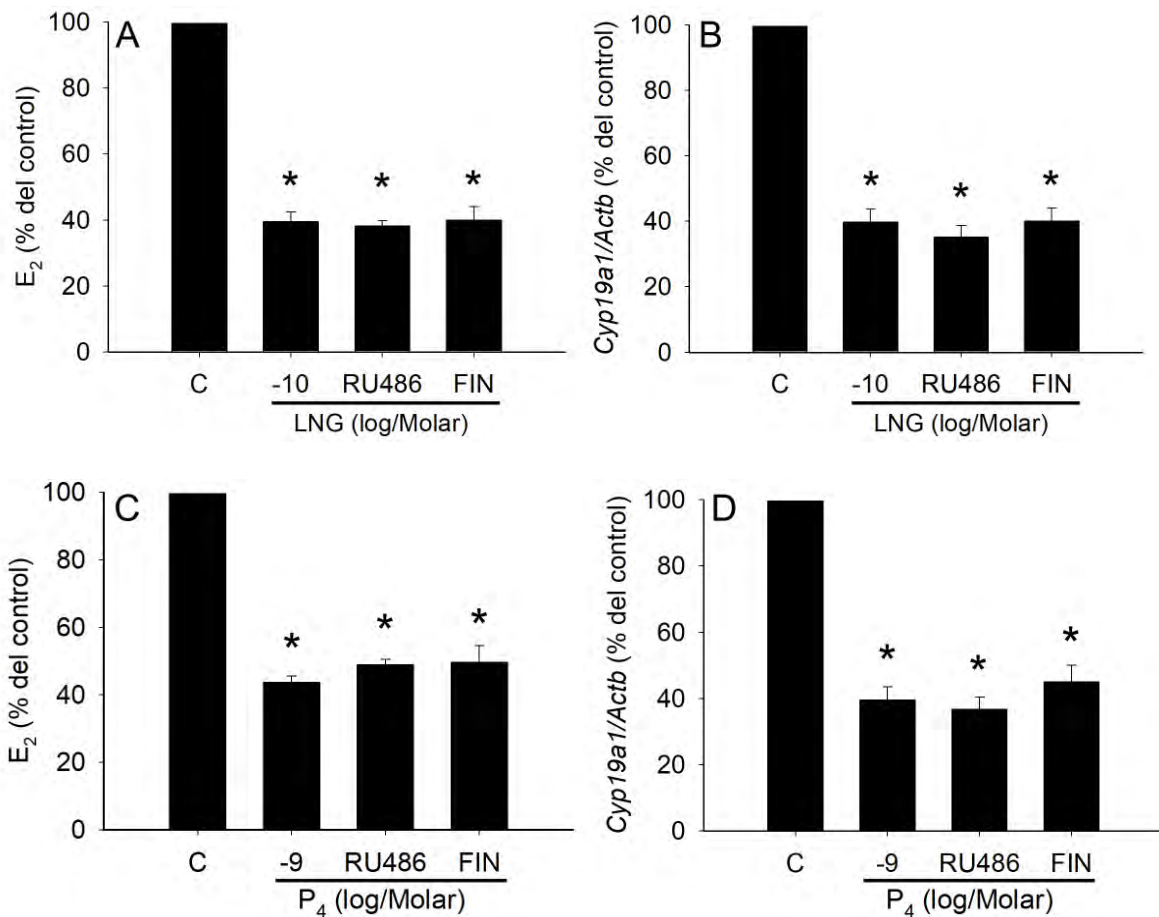 A
E₂ (% del control)
100
80
60
40
20
0
* * *
C -10 RU486 FIN
LNG (log/Molar)
B
Cyp19a1/Actb (% del control)
100
80
60
40
20
0
* * *
C -10 RU486 FIN
LNG (log/Molar)
C
E₂ (% del control)
100
80
60
40
20
0
* * *
C -9 RU486 FIN
P₄ (log/Molar)
D
Cyp19a1/Actb (% del control)
100
80
60
40
20
0
* * *
C -9 RU486 FIN
P₄ (log/Molar)